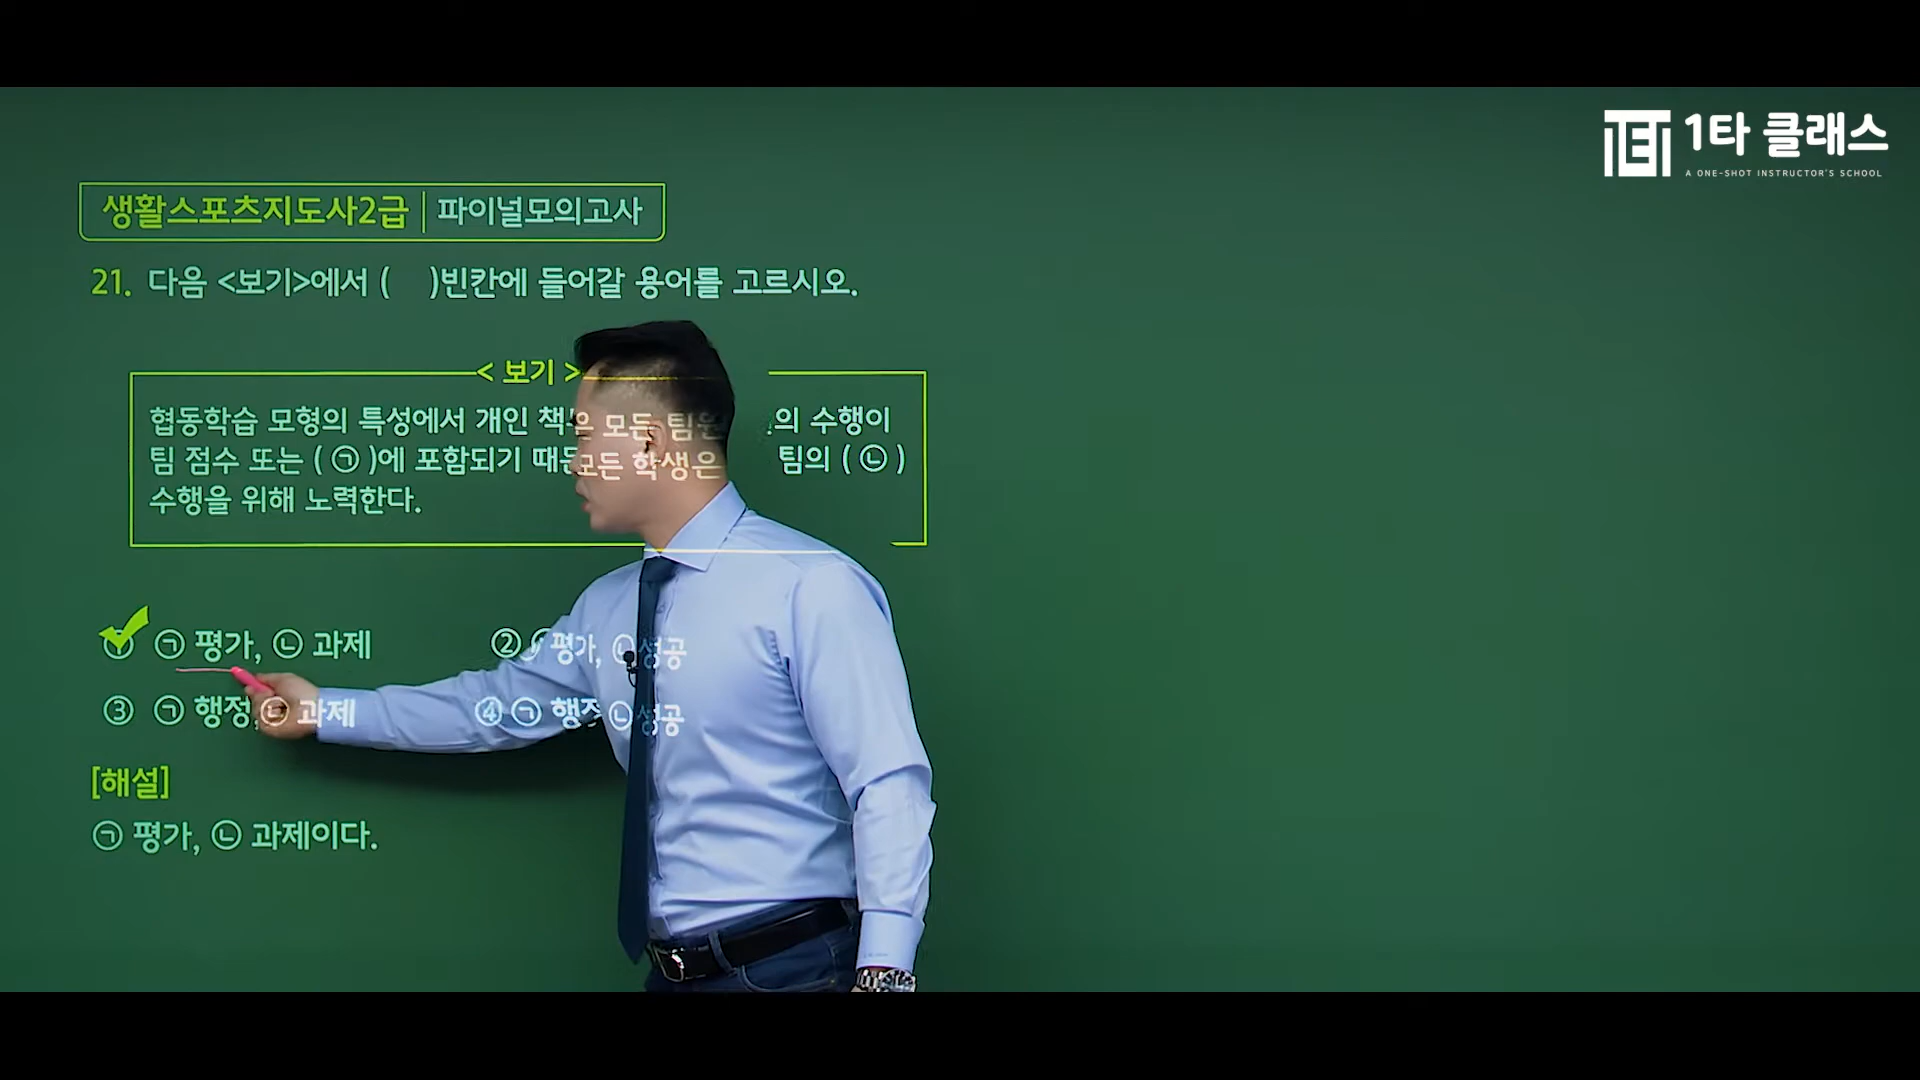 1타 클래스
A ONE-SHOT INSTRUCTOR'S SCHOOL
생활스포츠지도사2급 | 파이널모의고사
21. 다음 <보기>에서 ( )빈칸에 들어갈 용어를 고르시오.
< 보기 >
협동학습 모형의 특성에서 개인 은 모든 의 수행이
팀 점수 또는 ( ㉠ )에 포함되기 모든 학생은 팀의 ( ㉡ )
수행을 위해 노력한다.
① ㉠ 평가, ㉡ 과제 ② ㉠ 평가, ㉡ 성공
③ ㉠ 행정, ㉡ 과제 ④ ㉠ 행정 ㉡ 성공
[해설]
㉠ 평가, ㉡ 과제이다.